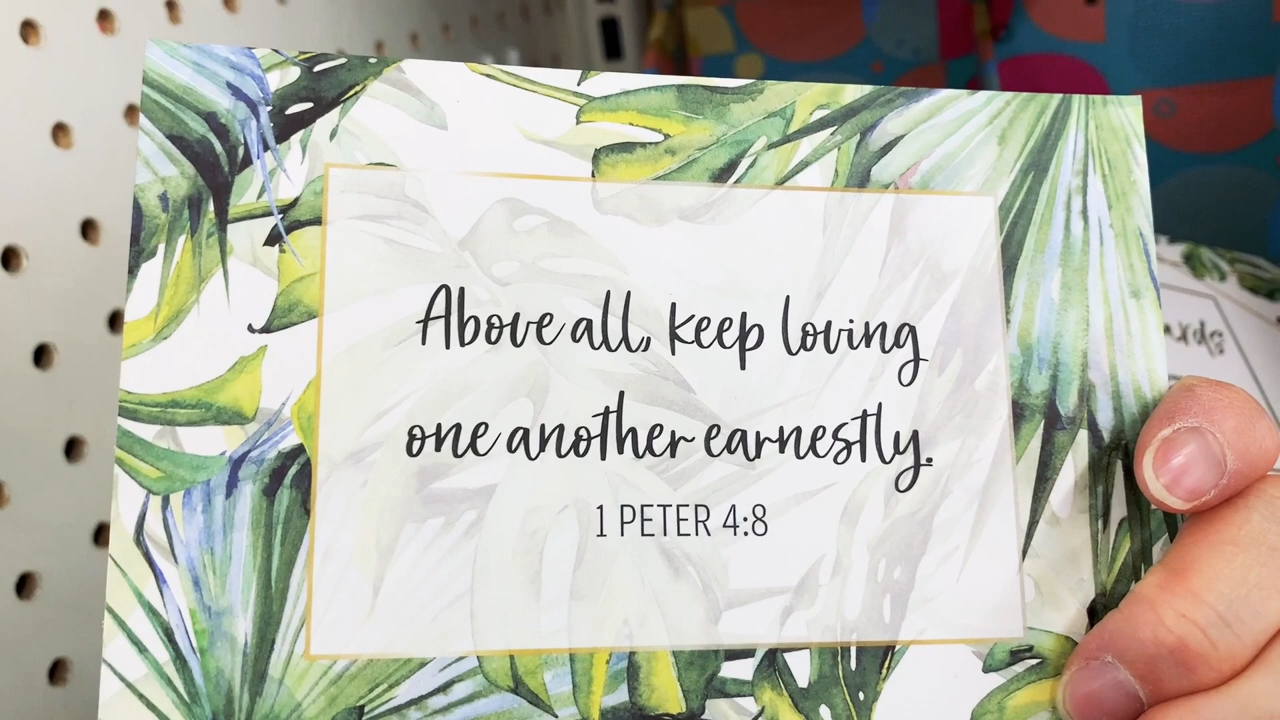 Above all, keep loving
one another earnestly.
1 PETER 4:8